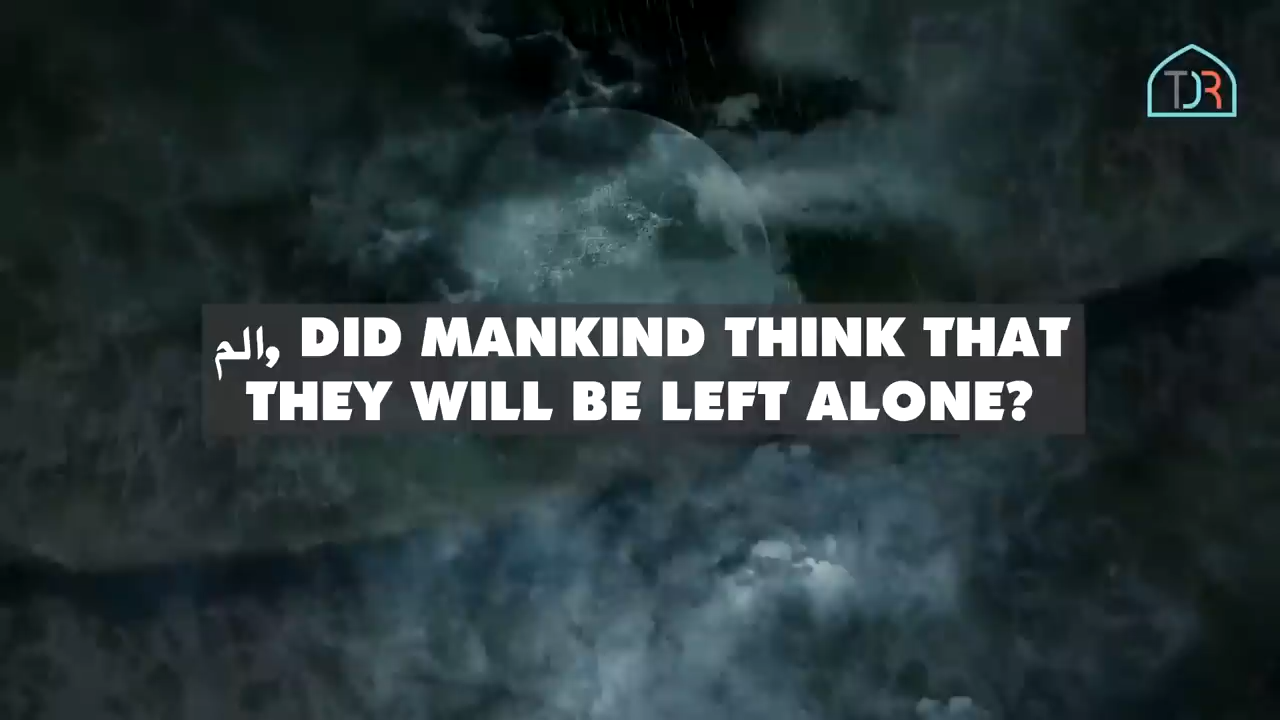 TDR
الم, DID MANKIND THINK THAT
THEY WILL BE LEFT ALONE?